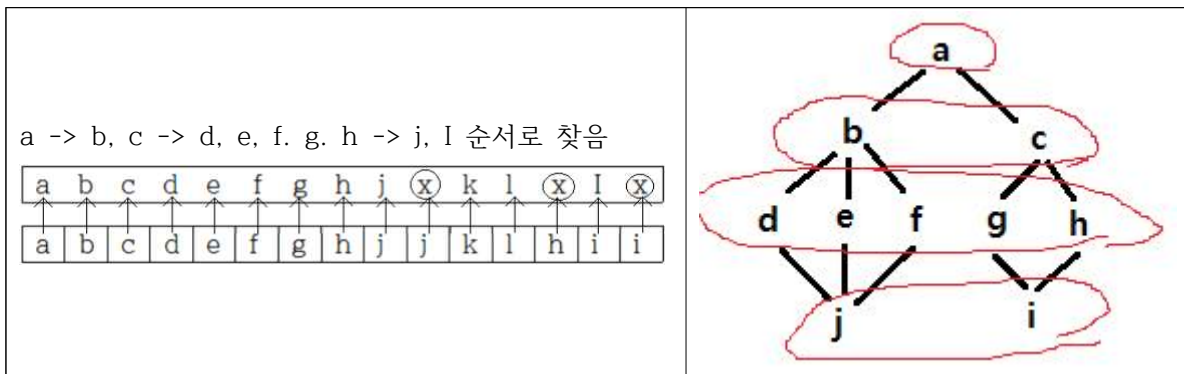 a -> b, c -> d, e, f. g. h -> j, I 순서로 찾음
a b c d e f g h j x k l x I x
a b c d e f g h j j k l h i i
a
b c
d e f g h
j i